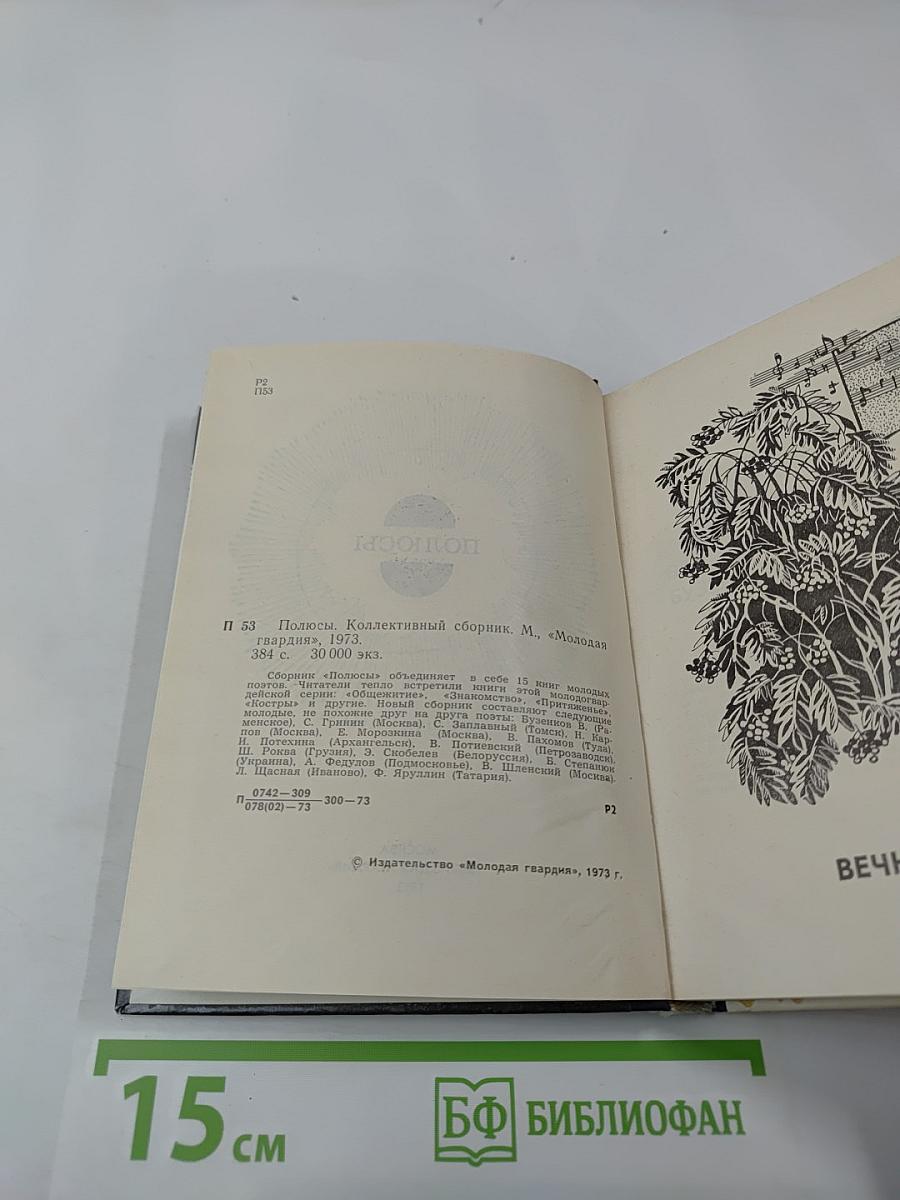 Р2
П53
ПОЛЮСЫ
П 53 Полюсы. Коллективный сборник. М., «Молодая
гвардия», 1973.
384 с. 30 000 экз.
Сборник «Полюсы» объединяет в себе 15 книг молодых
поэтов. Читатели тепло встретили книги этой молодогвар-
дейской серии: «Общежитие», «Знакомство», «Притяженье»,
«Костры» и другие. Новый сборник составляют следующие
молодые, не похожие друг на друга поэты: Бузенков В. (Ра-
менское), С. Гринин (Москва), С. Заплавный (Томск), Н. Кар-
пов (Москва), Е. Морозкина (Москва), В. Пахомов (Тула),
И. Потехина (Архангельск), В. Потиевский (Петрозаводск),
Ш. Роква (Грузия), Э. Скобелев (Белоруссия), Б. Степанюк
(Украина), А. Федулов (Подмосковье), В. Шленский (Москва),
Л. Щасная (Иваново), Ф. Яруллин (Татария).
0742—309
П 300—73
078(02)—73
Р2
© Издательство «Молодая гвардия», 1973 г.
ВЕЧН
15 см
БФ БИБЛИОФАН